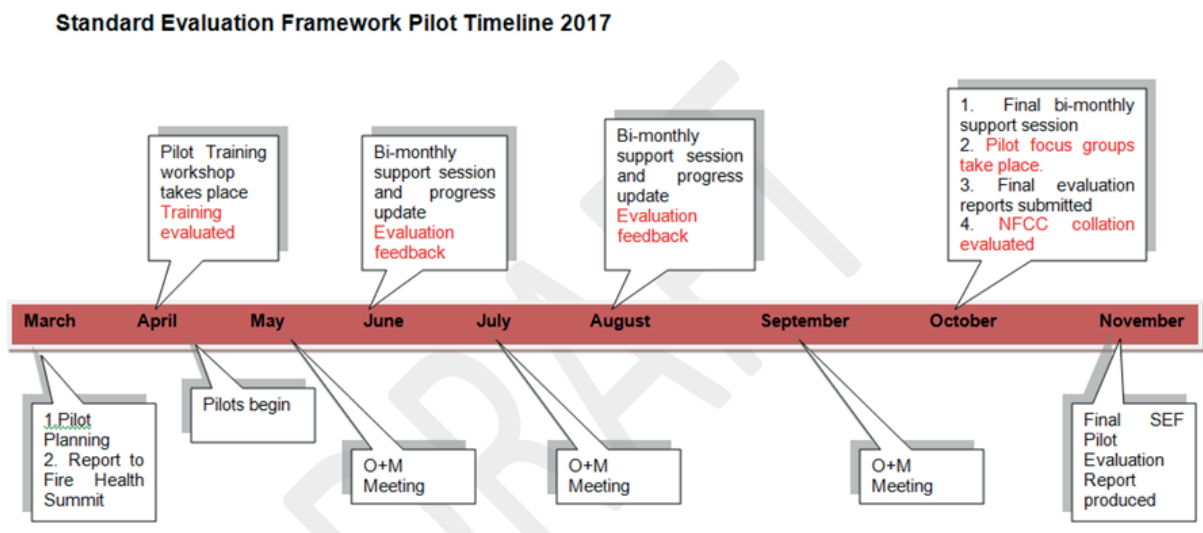 Standard Evaluation Framework Pilot Timeline 2017
Pilot Training
workshop
takes place
Training
evaluated
Bi-monthly
support session
and progress
update
Evaluation
feedback
Bi-monthly
support session
and progress
update
Evaluation
feedback
1. Final bi-monthly
support session
2. Pilot focus groups
take place.
3. Final evaluation
reports submitted
4. NFCC collation
evaluated
March April May June July August September October November
1.Pilot
Planning
2. Report to
Fire Health
Summit
Pilots begin
O+M
Meeting
O+M
Meeting
O+M
Meeting
Final SEF
Pilot
Evaluation
Report
produced
DRAFT